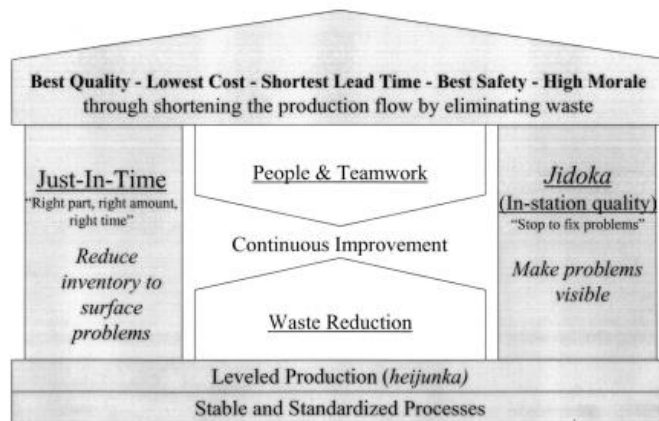 Best Quality - Lowest Cost - Shortest Lead Time - Best Safety - High Morale
through shortening the production flow by eliminating waste
Just-In-Time
“Right part, right amount,
right time”
Reduce
inventory to
surface
problems
People & Teamwork
Continuous Improvement
Waste Reduction
Jidoka
(In-station quality)
“Stop to fix problems”
Make problems
visible
Leveled Production (heijunka)
Stable and Standardized Processes